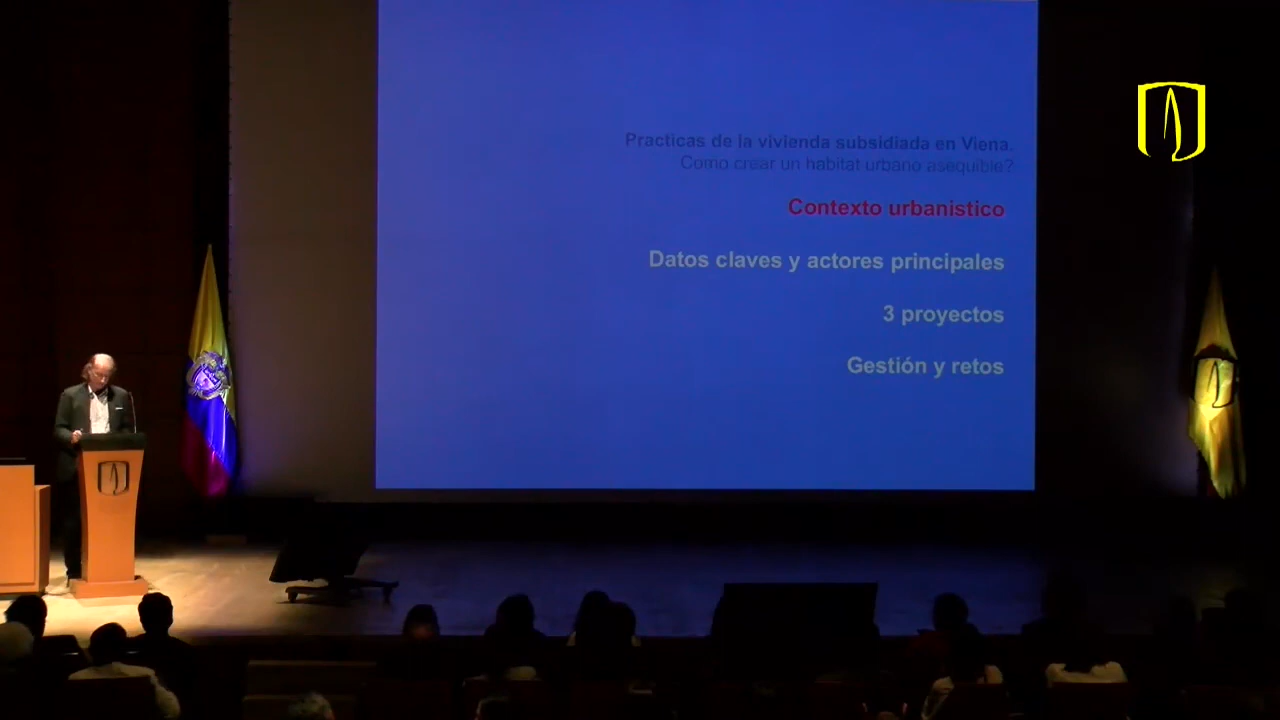 Practicas de la vivienda subsidiada en Viena.
Como crear un habitat urbano asequible?
Contexto urbanistico
Datos claves y actores principales
3 proyectos
Gestión y retos